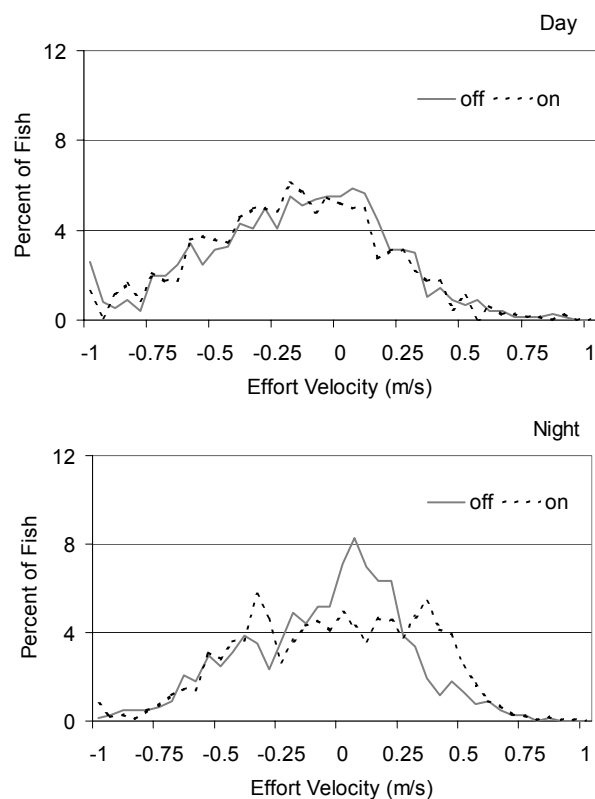 Day
12
off on
8
4
0
Percent of Fish
-1 -0.75 -0.5 -0.25 0 0.25 0.5 0.75 1
Effort Velocity (m/s)
Night
12
off on
8
4
0
Percent of Fish
-1 -0.75 -0.5 -0.25 0 0.25 0.5 0.75 1
Effort Velocity (m/s)